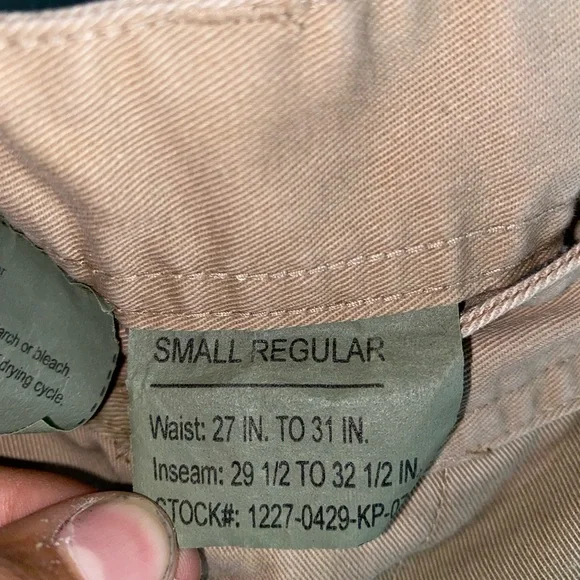 SMALL REGULAR
Waist: 27 IN. TO 31 IN.
Inseam: 29 1/2 TO 32 1/2 IN.
STOCK#: 1227-0429-KP-
or bleach
drying cycle.